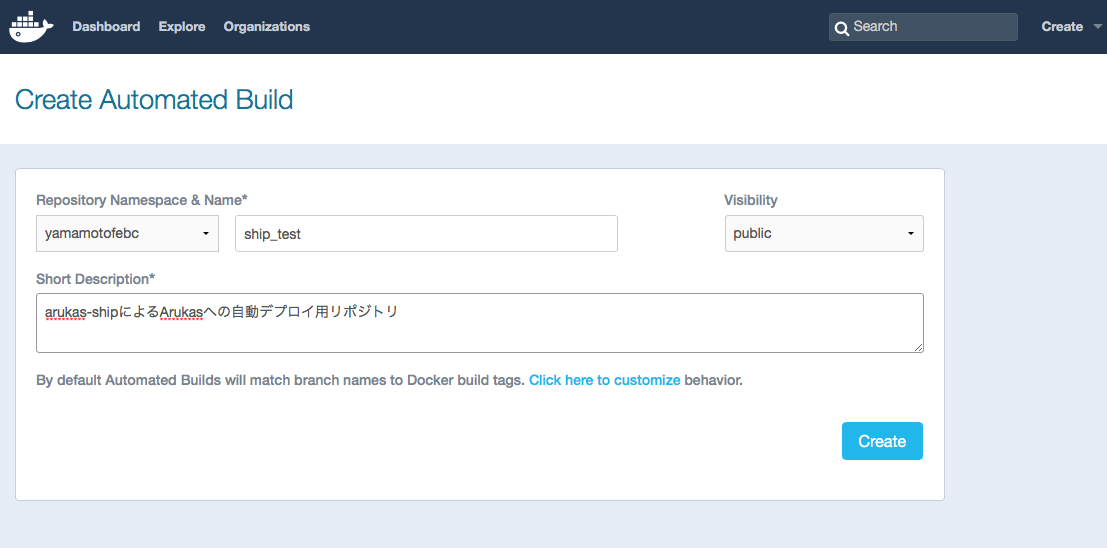 Dashboard Explore Organizations Search Create
Create Automated Build
Repository Namespace & Name* Visibility
yamamotofebc ship_test public
Short Description*
arukas-shipによるArukasへの自動デプロイ用リポジトリ
By default Automated Builds will match branch names to Docker build tags. Click here to customize behavior.
Create